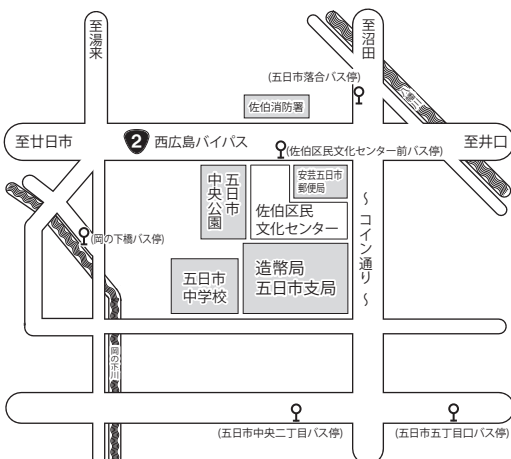 至湯来
至沼田
(五日市落合バス停)
佐伯消防署
至廿日市
2
西広島バイパス
(佐伯区民文化センター前バス停)
至井口
五日市
中央公園
安芸五日市
郵便局
佐伯区民
文化センター
〜コイン通り〜
(岡の下橋バス停)
造幣局
五日市支局
五日市
中学校
岡の下川
(五日市中央二丁目バス停)
(五日市五丁目口バス停)